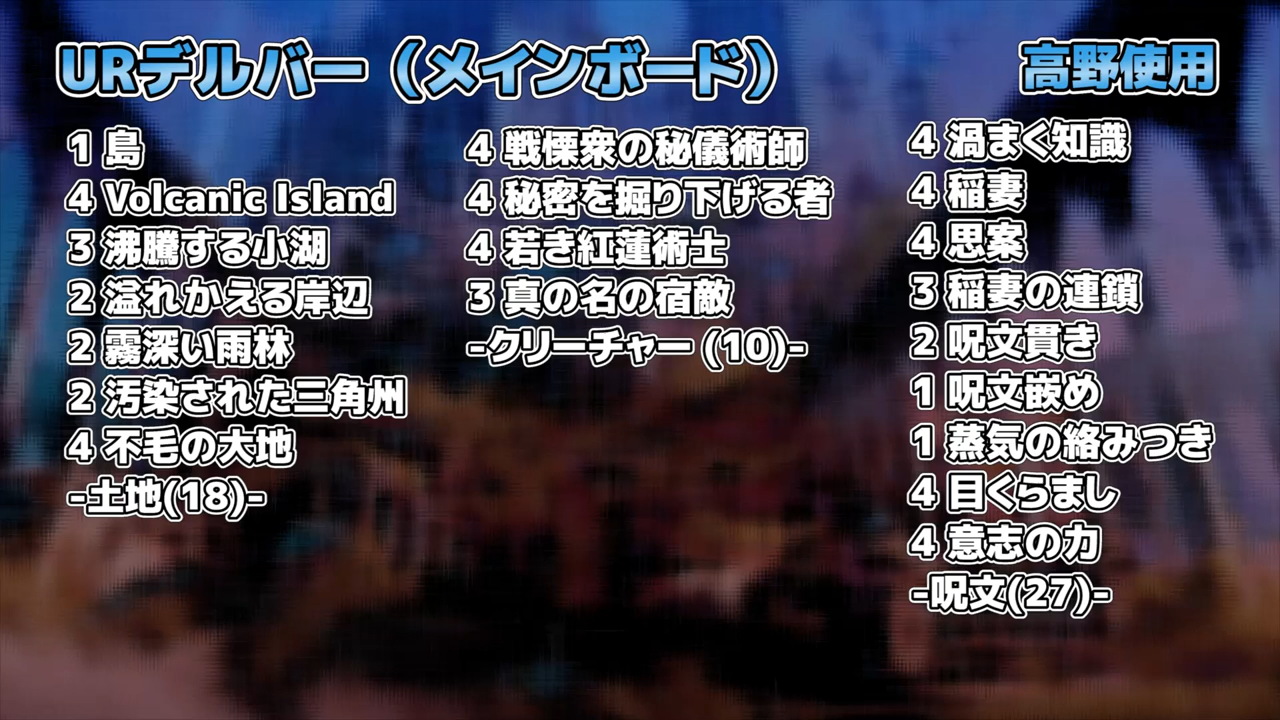 URデルバー（メインボード）
高野使用
1 島
4 Volcanic Island
3 沸騰する小湖
2 溢れかえる岸辺
2 霧深い雨林
2 汚染された三角州
4 不毛の大地
-土地(18)-
4 戦慄衆の秘儀術師
4 秘密を掘り下げる者
4 若き紅蓮術士
3 真の名の宿敵
-クリーチャー (10)-
4 渦まく知識
4 稲妻
4 思案
3 稲妻の連鎖
2 呪文貫き
1 呪文嵌め
1 蒸気の絡みつき
4 目くらまし
4 意志の力
-呪文(27)-